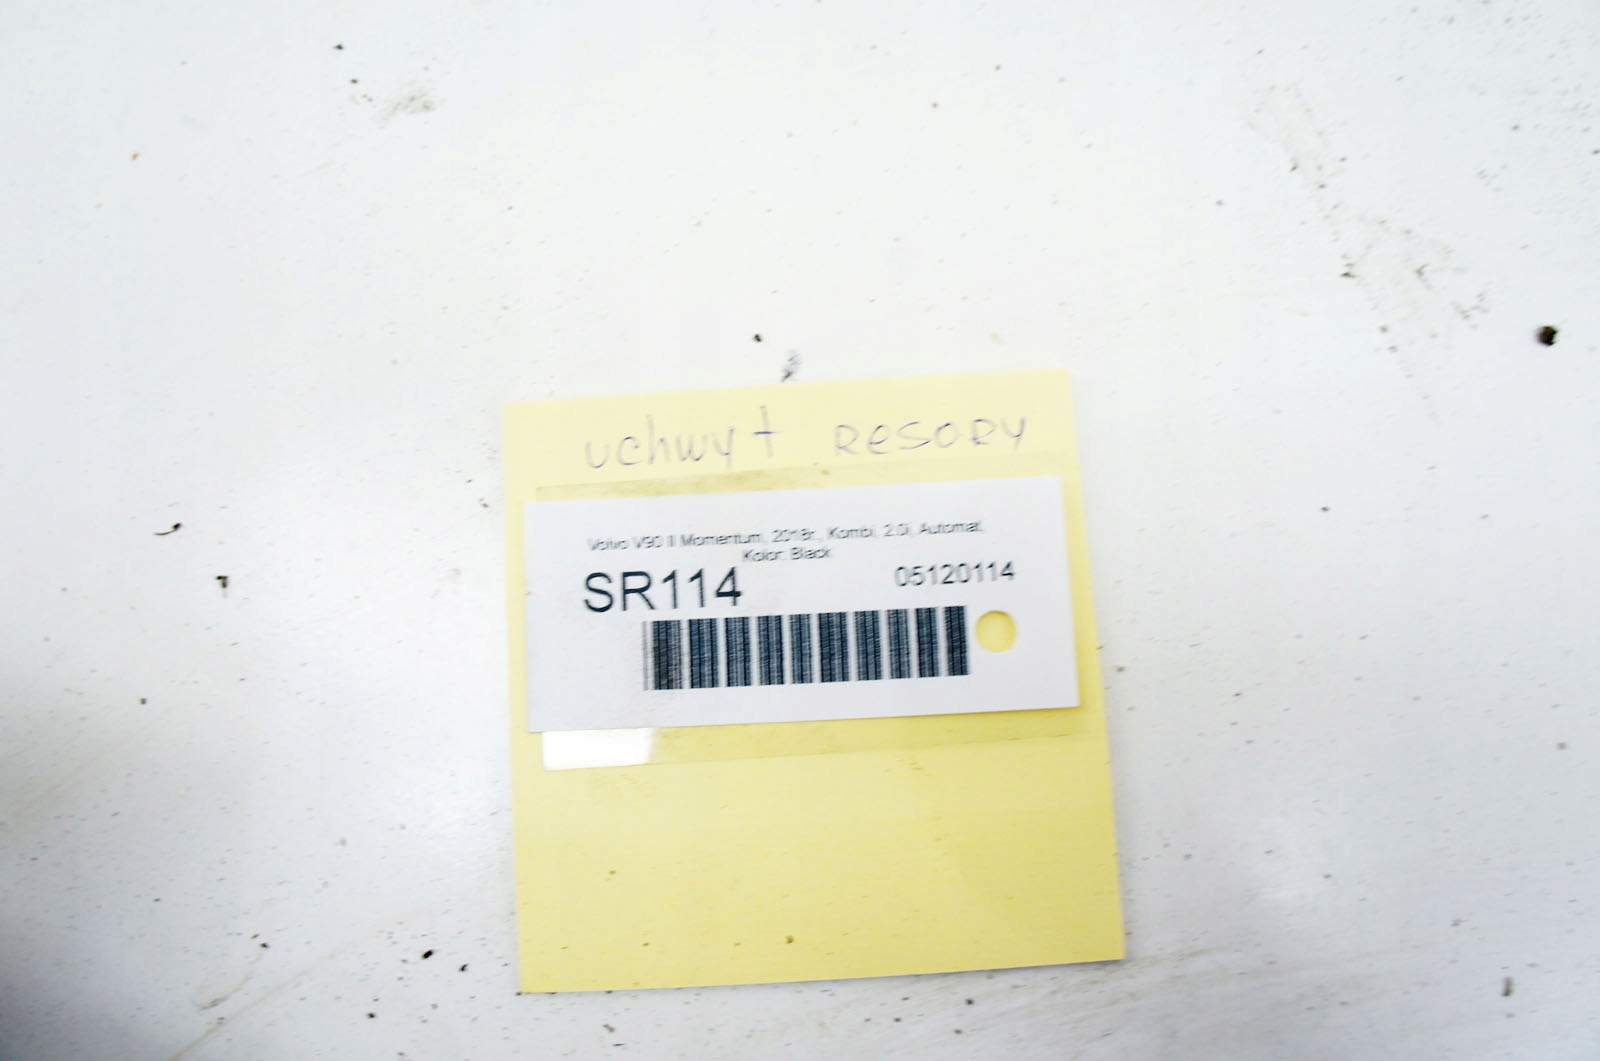 uchwyt resory
Volvo V90 II Momentum, 2018r., Kombi, 2.0i, Automat,
Kolor: Black
SR114
05120114